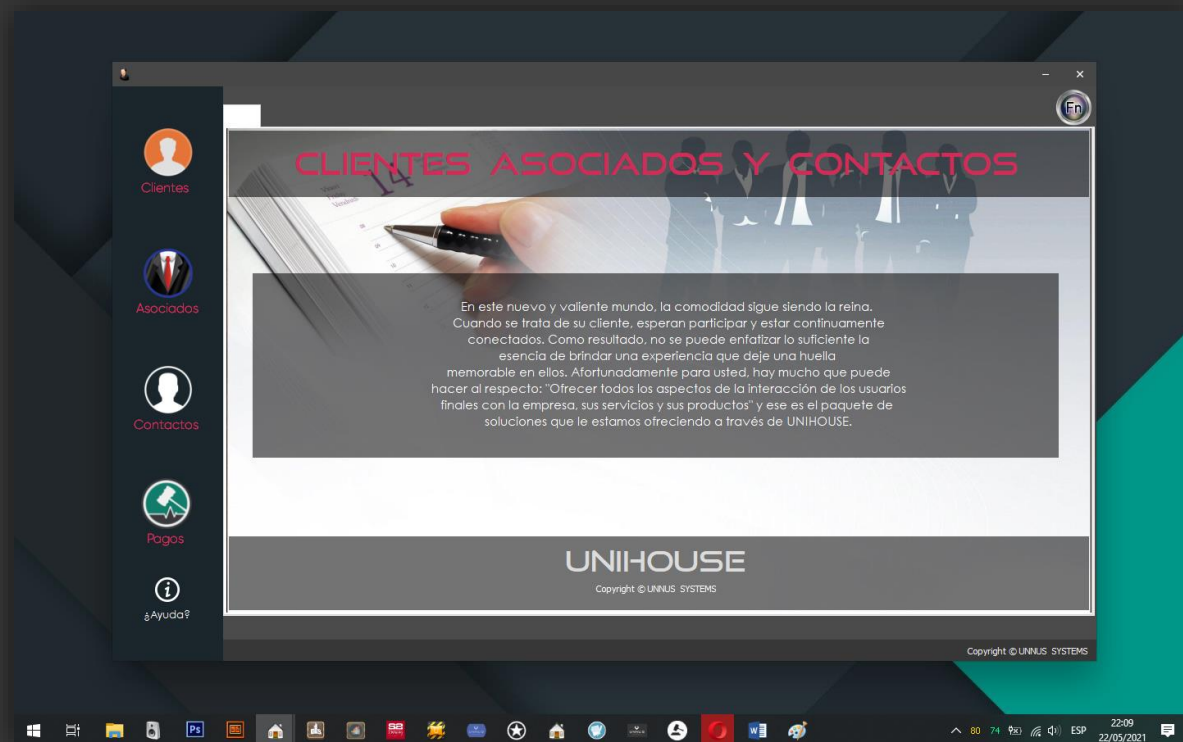 Fn
CLIENTES ASOCIADOS Y CONTACTOS
14
Clientes
Asociados
Contactos
Pagos
¿Ayuda?
En este nuevo y valiente mundo, la comodidad sigue siendo la reina.
Cuando se trata de su cliente, esperan participar y estar continuamente
conectados. Como resultado, no se puede enfatizar lo suficiente la
esencia de brindar una experiencia que deje una huella
memorable en ellos. Afortunadamente para usted, hay mucho que puede
hacer al respecto: "Ofrecer todos los aspectos de la interacción de los usuarios
finales con la empresa, sus servicios y sus productos" y ese es el paquete de
soluciones que le estamos ofreciendo a través de UNIHOUSE.
UNIHOUSE
Copyright © UNNUS SYSTEMS
Copyright © UNNUS SYSTEMS
Ps
80 74 ESP
22:09
22/05/2021